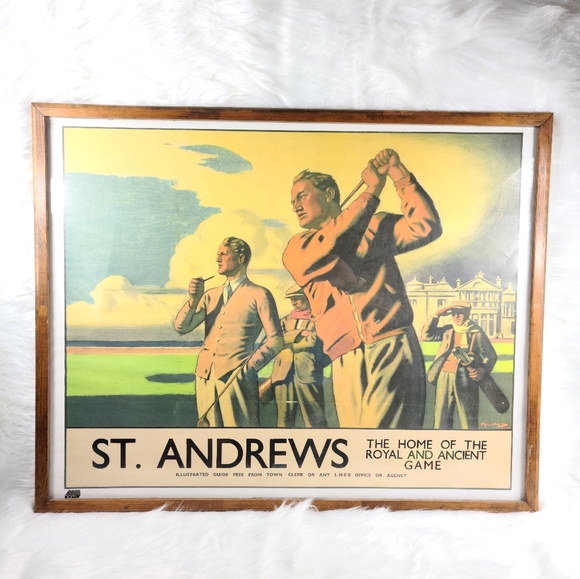 ST. ANDREWS
THE HOME OF THE
ROYAL AND ANCIENT
GAME
ILLUSTRATED GUIDE FREE FROM TOWN CLERK OR ANY L·N·E·R OFFICE OR AGENCY